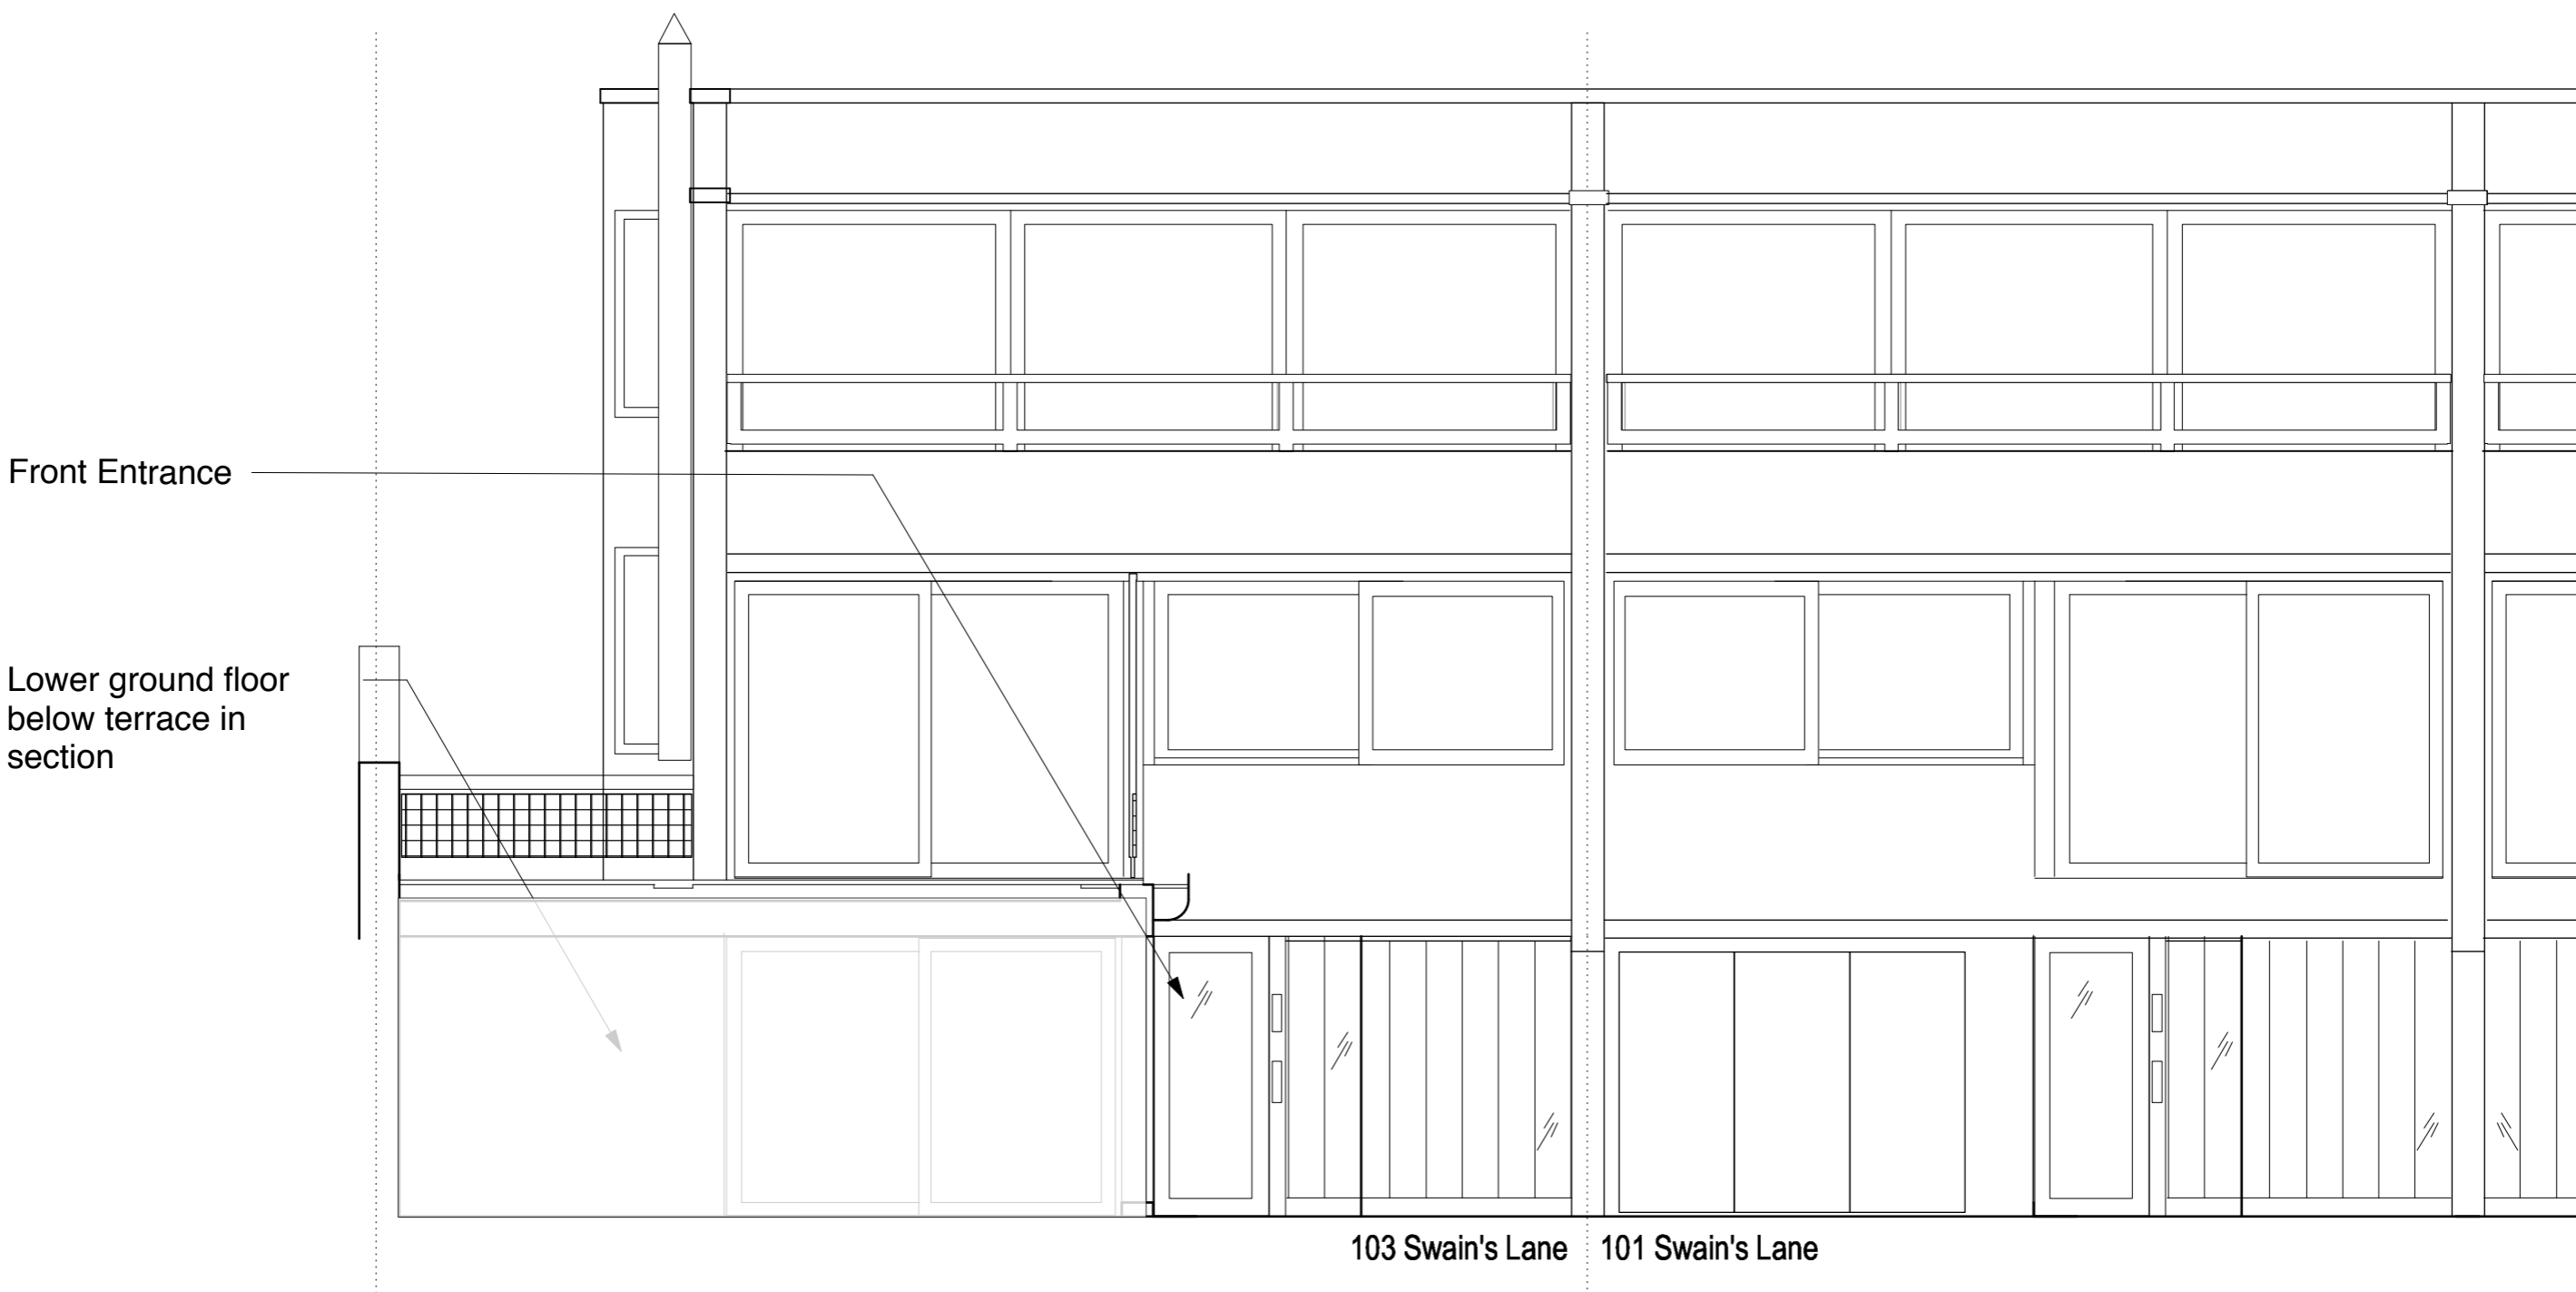 Front Entrance
Lower ground floor
below terrace in
section
103 Swain's Lane
101 Swain's Lane